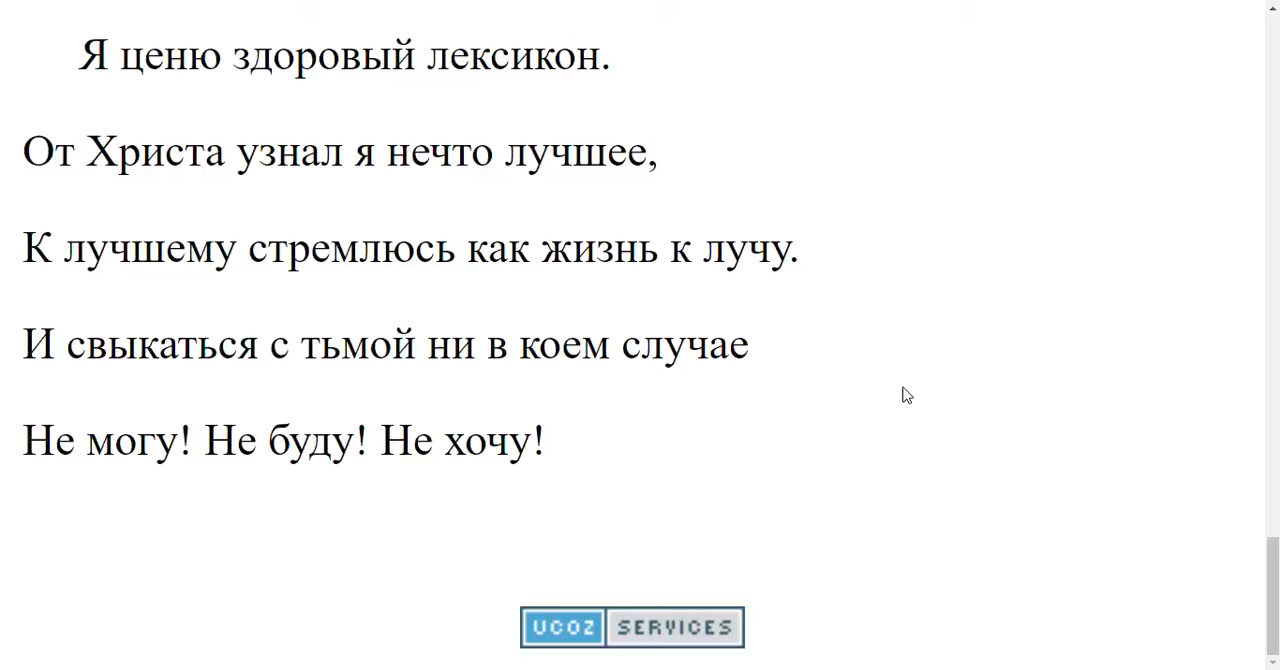 Я ценю здоровый лексикон.
От Христа узнал я нечто лучшее,
К лучшему стремлюсь как жизнь к лучу.
И свыкаться с тьмой ни в коем случае
Не могу! Не буду! Не хочу!
UCOZ SERVICES